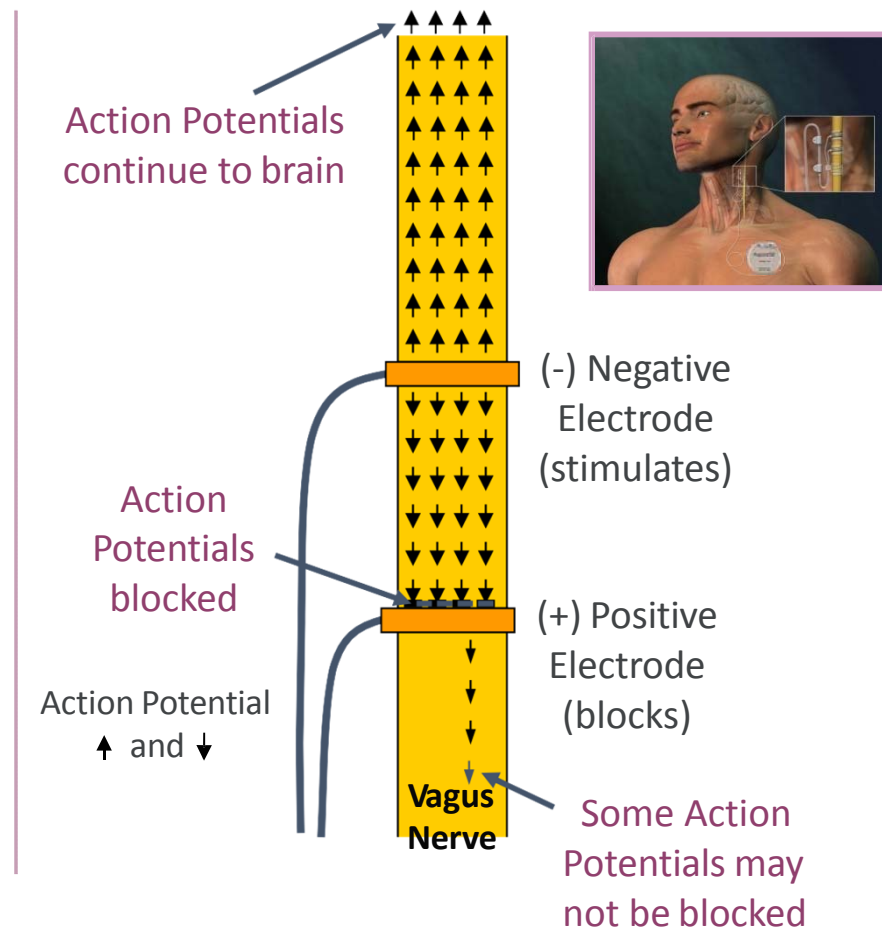 Action Potentials
continue to brain
(-) Negative
Electrode
(stimulates)
Action
Potentials
blocked
(+) Positive
Electrode
(blocks)
Action Potential
and
Vagus
Nerve
Some Action
Potentials may
not be blocked